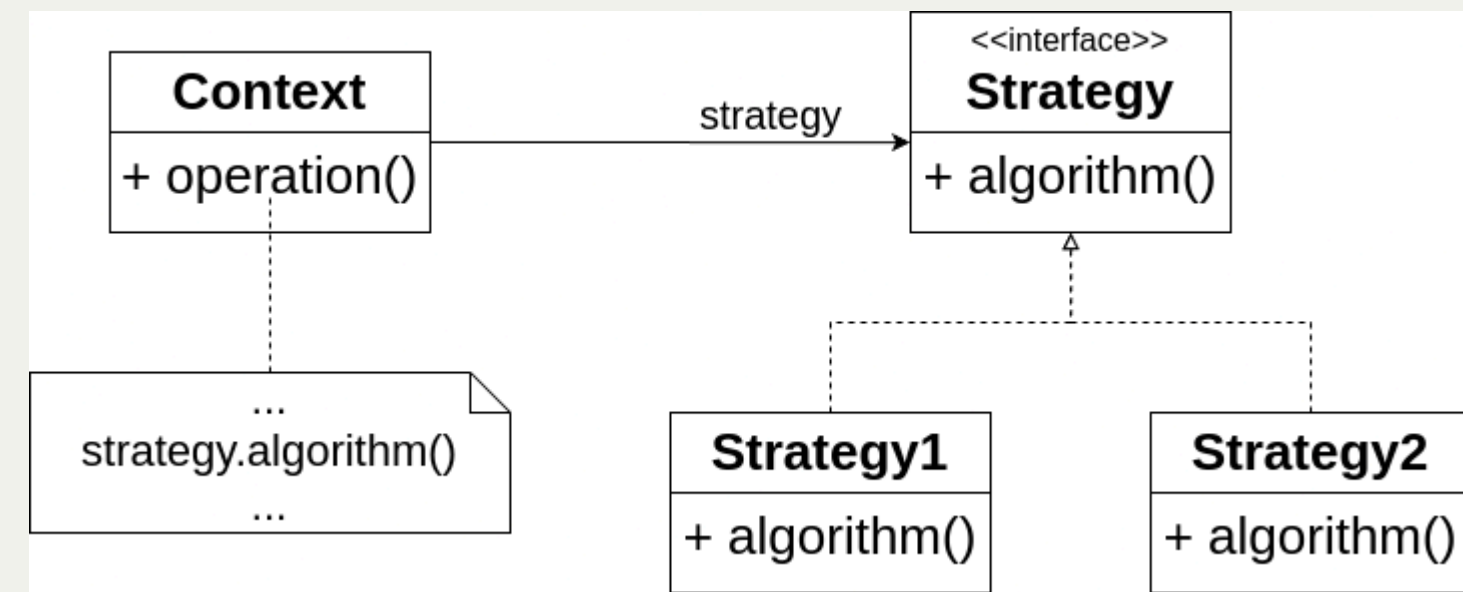 Context
+ operation()
strategy
<<interface>>
Strategy
+ algorithm()
...
strategy.algorithm()
...
Strategy1
+ algorithm()
Strategy2
+ algorithm()